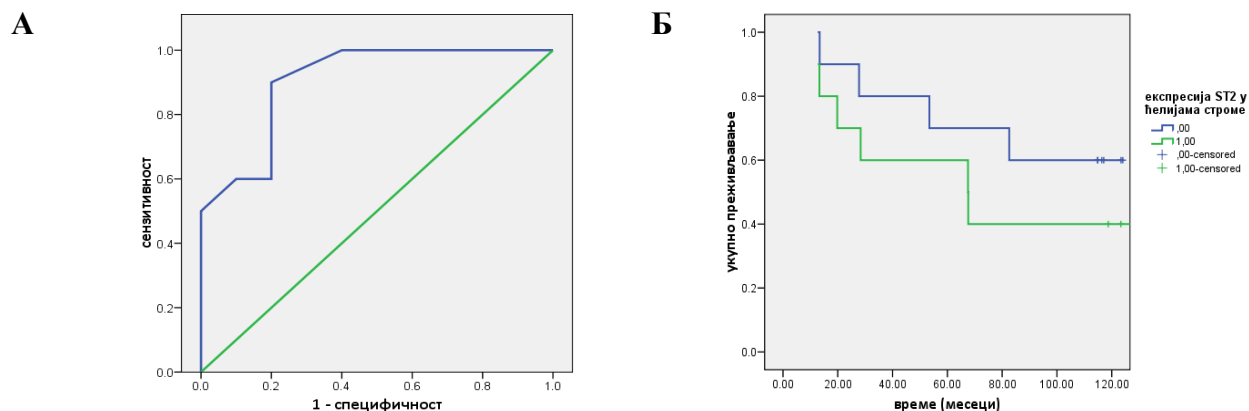 А
1.0
0.8
0.6
0.4
0.2
0.0
сензитивност
0.0 0.2 0.4 0.6 0.8 1.0
1 - специфичност
Б
1.0
0.8
0.6
0.4
0.2
0.0
укупно преживљавање
0.00 20.00 40.00 60.00 80.00 100.00 120.00
време (месеци)
експресија ST2 у
ћелијама строме
,00
1,00
,00-censored
1,00-censored